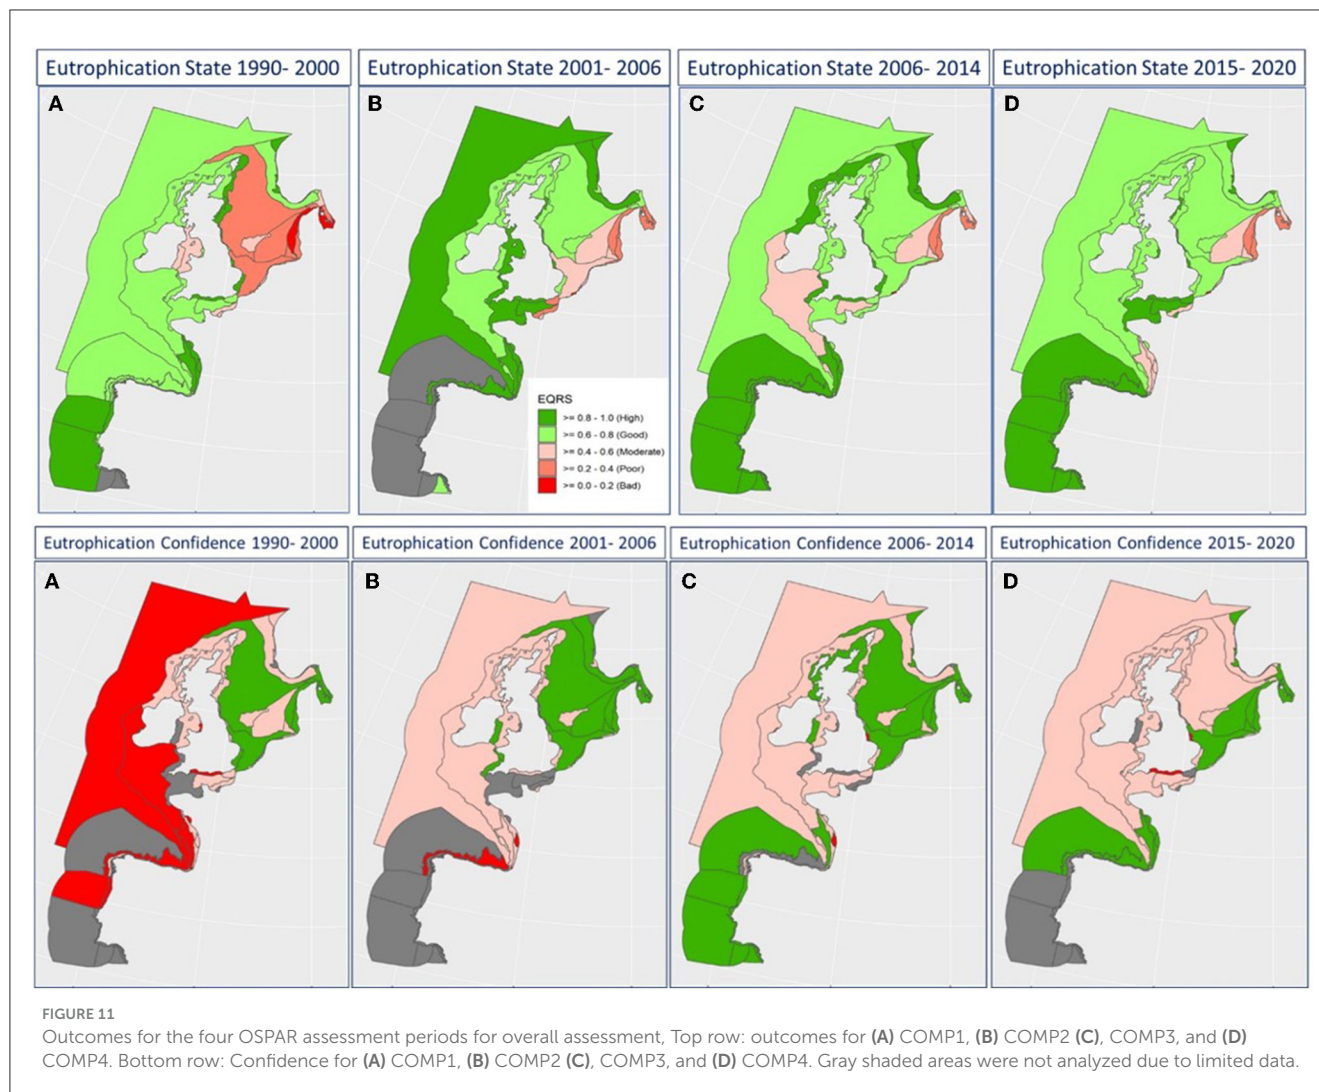 Eutrophication State 1990- 2000
Eutrophication State 2001- 2006
Eutrophication State 2006- 2014
Eutrophication State 2015- 2020
A
B
C
D
EQRS
>= 0.8 - 1.0 (High)
>= 0.6 - 0.8 (Good)
>= 0.4 - 0.6 (Moderate)
>= 0.2 - 0.4 (Poor)
>= 0.0 - 0.2 (Bad)
Eutrophication Confidence 1990- 2000
Eutrophication Confidence 2001- 2006
Eutrophication Confidence 2006- 2014
Eutrophication Confidence 2015- 2020
A
B
C
D
FIGURE 11
Outcomes for the four OSPAR assessment periods for overall assessment, Top row: outcomes for (A) COMP1, (B) COMP2 (C), COMP3, and (D)
COMP4. Bottom row: Confidence for (A) COMP1, (B) COMP2 (C), COMP3, and (D) COMP4. Gray shaded areas were not analyzed due to limited data.